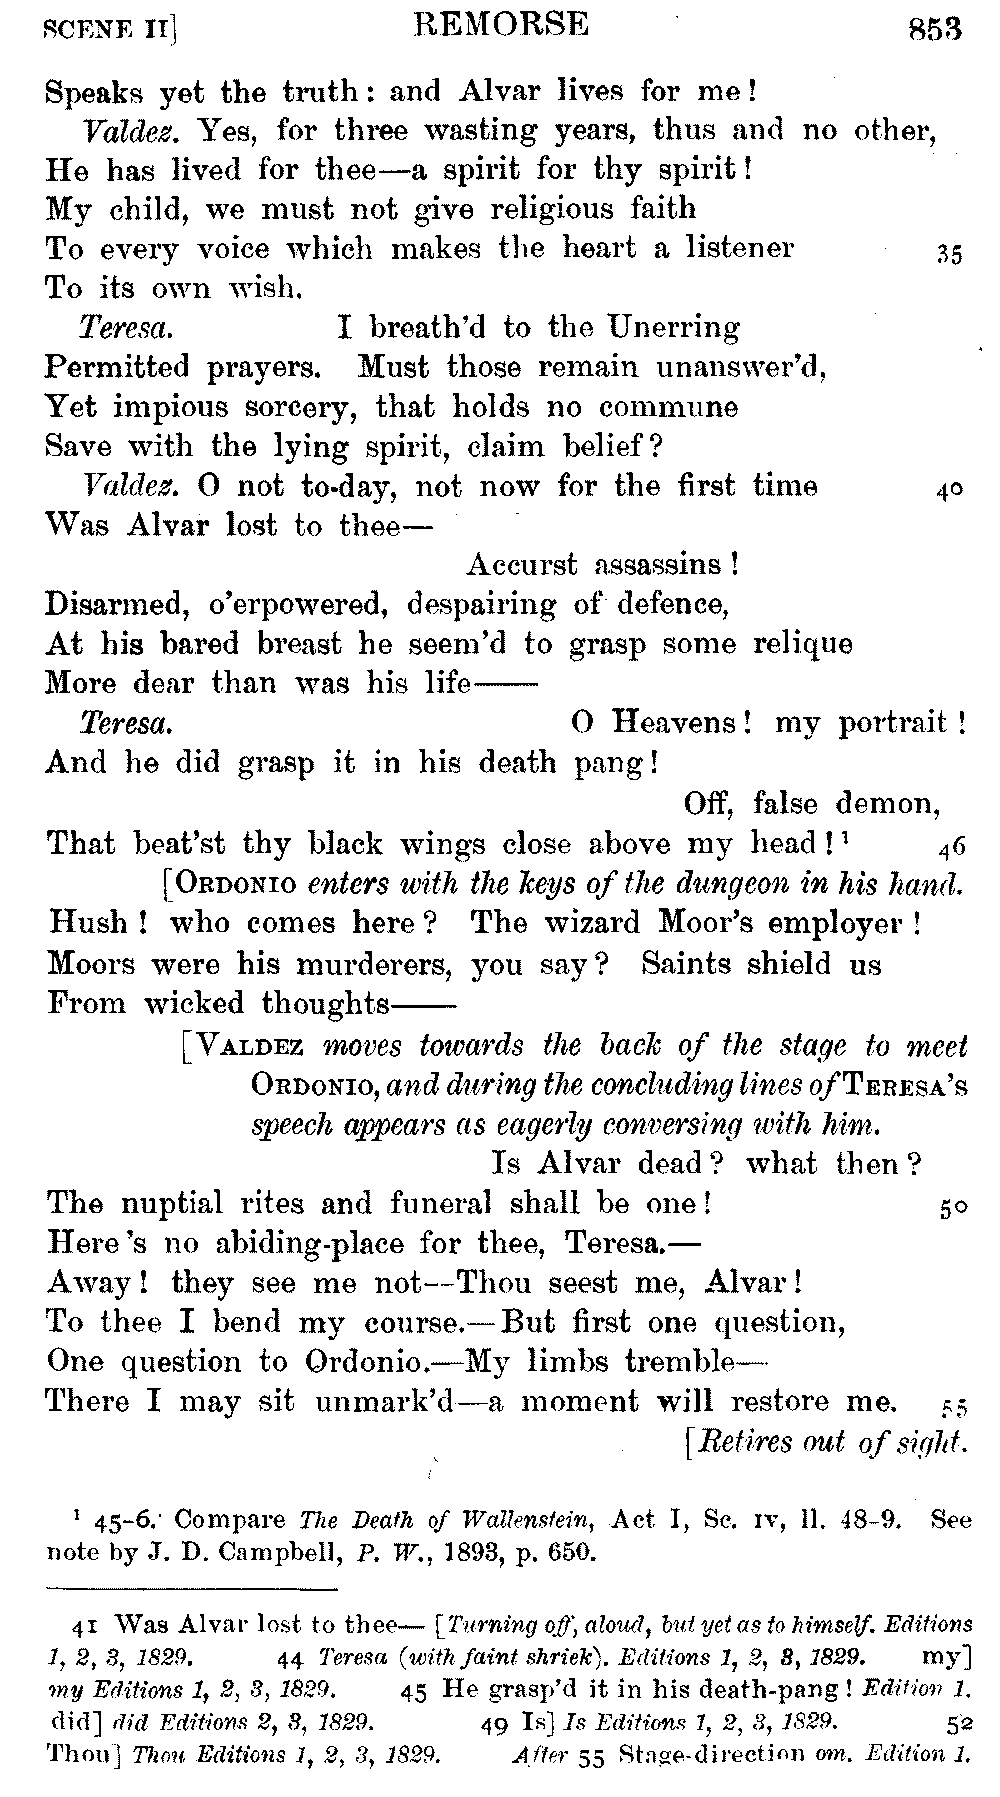 SCENE II] REMORSE 853
Speaks yet the truth: and Alvar lives for me!
Valdez. Yes, for three wasting years, thus and no other,
He has lived for thee—a spirit for thy spirit!
My child, we must not give religious faith
To every voice which makes the heart a listener 35
To its own wish.
Teresa. I breath'd to the Unerring
Permitted prayers. Must those remain unanswer'd,
Yet impious sorcery, that holds no commune
Save with the lying spirit, claim belief?
Valdez. O not to-day, not now for the first time 40
Was Alvar lost to thee—
Accurst assassins!
Disarmed, o'erpowered, despairing of defence,
At his bared breast he seem'd to grasp some relique
More dear than was his life——
Teresa. O Heavens! my portrait!
And he did grasp it in his death pang!
Off, false demon,
That beat'st thy black wings close above my head!¹ 46
[ORDONIO enters with the keys of the dungeon in his hand.
Hush! who comes here? The wizard Moor's employer!
Moors were his murderers, you say? Saints shield us
From wicked thoughts——
[VALDEZ moves towards the back of the stage to meet
ORDONIO, and during the concluding lines of TERESA'S
speech appears as eagerly conversing with him.
Is Alvar dead? what then?
The nuptial rites and funeral shall be one! 50
Here's no abiding-place for thee, Teresa.—
Away! they see me not—Thou seest me, Alvar!
To thee I bend my course.—But first one question,
One question to Ordonio.—My limbs tremble—
There I may sit unmark'd—a moment will restore me. 55
[Retires out of sight.
¹ 45-6. Compare The Death of Wallenstein, Act I, Sc. IV, ll. 48-9. See
note by J. D. Campbell, P. W., 1893, p. 650.
41 Was Alvar lost to thee— [Turning off, aloud, but yet as to himself. Editions
1, 2, 3, 1829. 44 Teresa (with faint shriek). Editions 1, 2, 3, 1829. my]
my Editions 1, 2, 3, 1829. 45 He grasp'd it in his death-pang! Edition 1.
did] did Editions 2, 3, 1829. 49 Is] Is Editions 1, 2, 3, 1829. 52
Thou] Thou Editions 1, 2, 3, 1829. After 55 Stage-direction om. Edition 1.